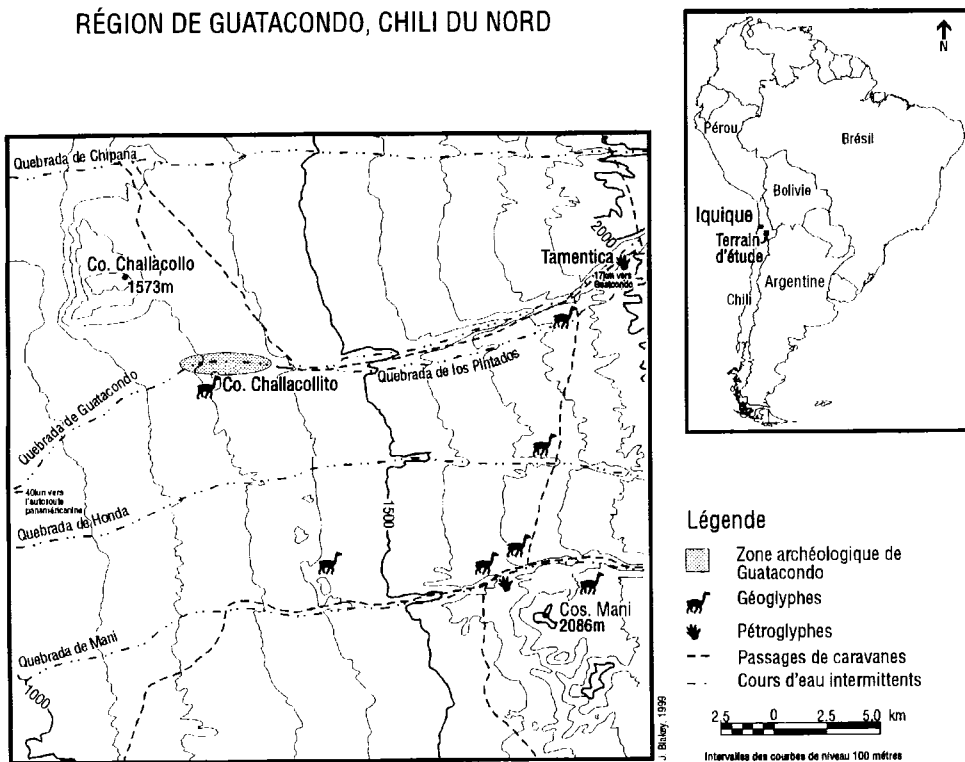 RÉGION DE GUATACONDO, CHILI DU NORD
N
Pérou
Brésil
Bolivie
Iquique
Terrain
d'étude
Argentine
Chili
Quebrada de Chipana
2000
Co. Challacollo
1573m
Tamentica
17km vers
Guatcondo
Quebrada de los Pintados
Co. Challacollito
Quebrada de Guatacondo
40km vers
l'autoroute
panaméricanine
Quebrada de Honda
1500
Cos. Mani
2086m
Quebrada de Mani
1000
J. Blakey, 1999
Légende
Zone archéologique de
Guatacondo
Géoglyphes
Pétroglyphes
Passages de caravanes
Cours d'eau intermittents
2.5 0 2.5 5.0 km
Intervalles des courbes de niveau 100 métres